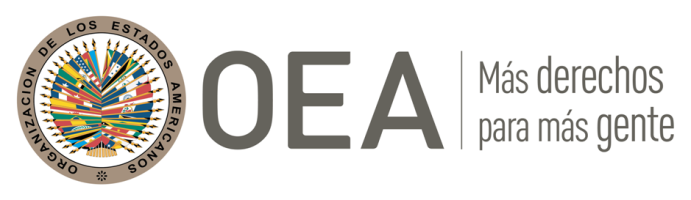 ORGANIZACION DE LOS ESTADOS AMERICANOS
OEA
Más derechos
para más gente